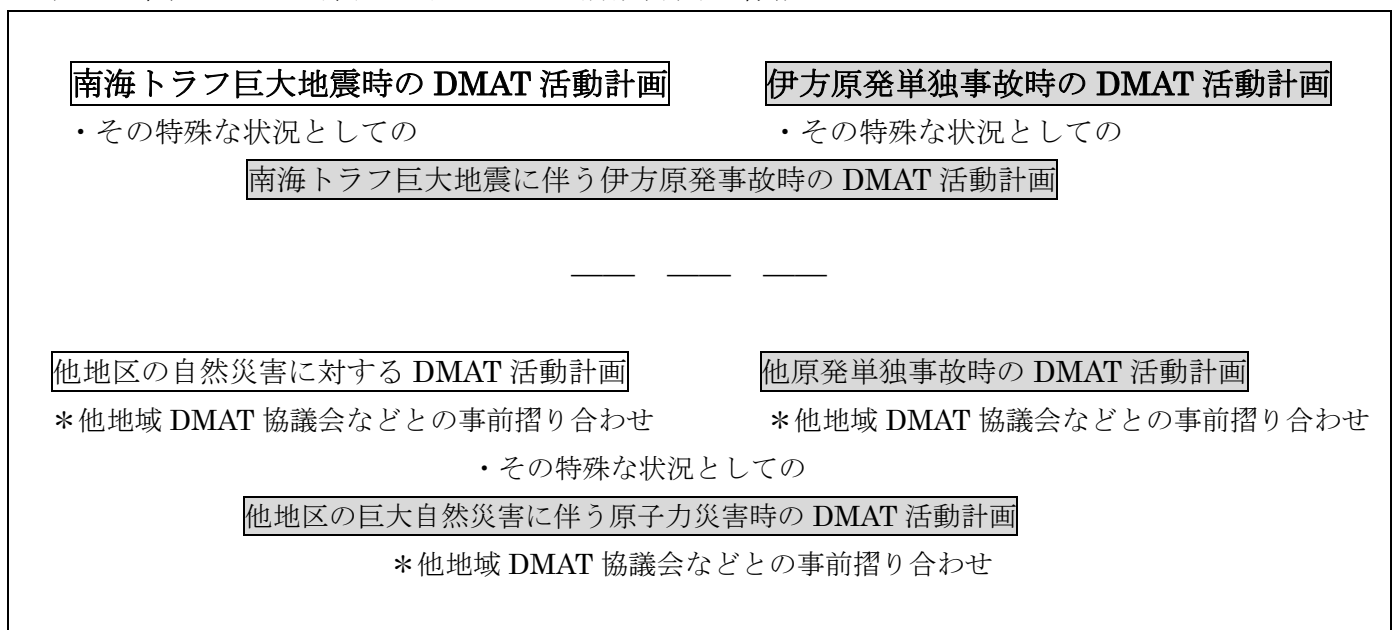 南海トラフ巨大地震時の DMAT 活動計画
伊方原発単独事故時の DMAT 活動計画
・その特殊な状況としての
・その特殊な状況としての
南海トラフ巨大地震に伴う伊方原発事故時の DMAT 活動計画
他地区の自然災害に対する DMAT 活動計画
他原発単独事故時の DMAT 活動計画
＊他地域 DMAT 協議会などとの事前摺り合わせ
＊他地域 DMAT 協議会などとの事前摺り合わせ
・その特殊な状況としての
他地区の巨大自然災害に伴う原子力災害時の DMAT 活動計画
＊他地域 DMAT 協議会などとの事前摺り合わせ